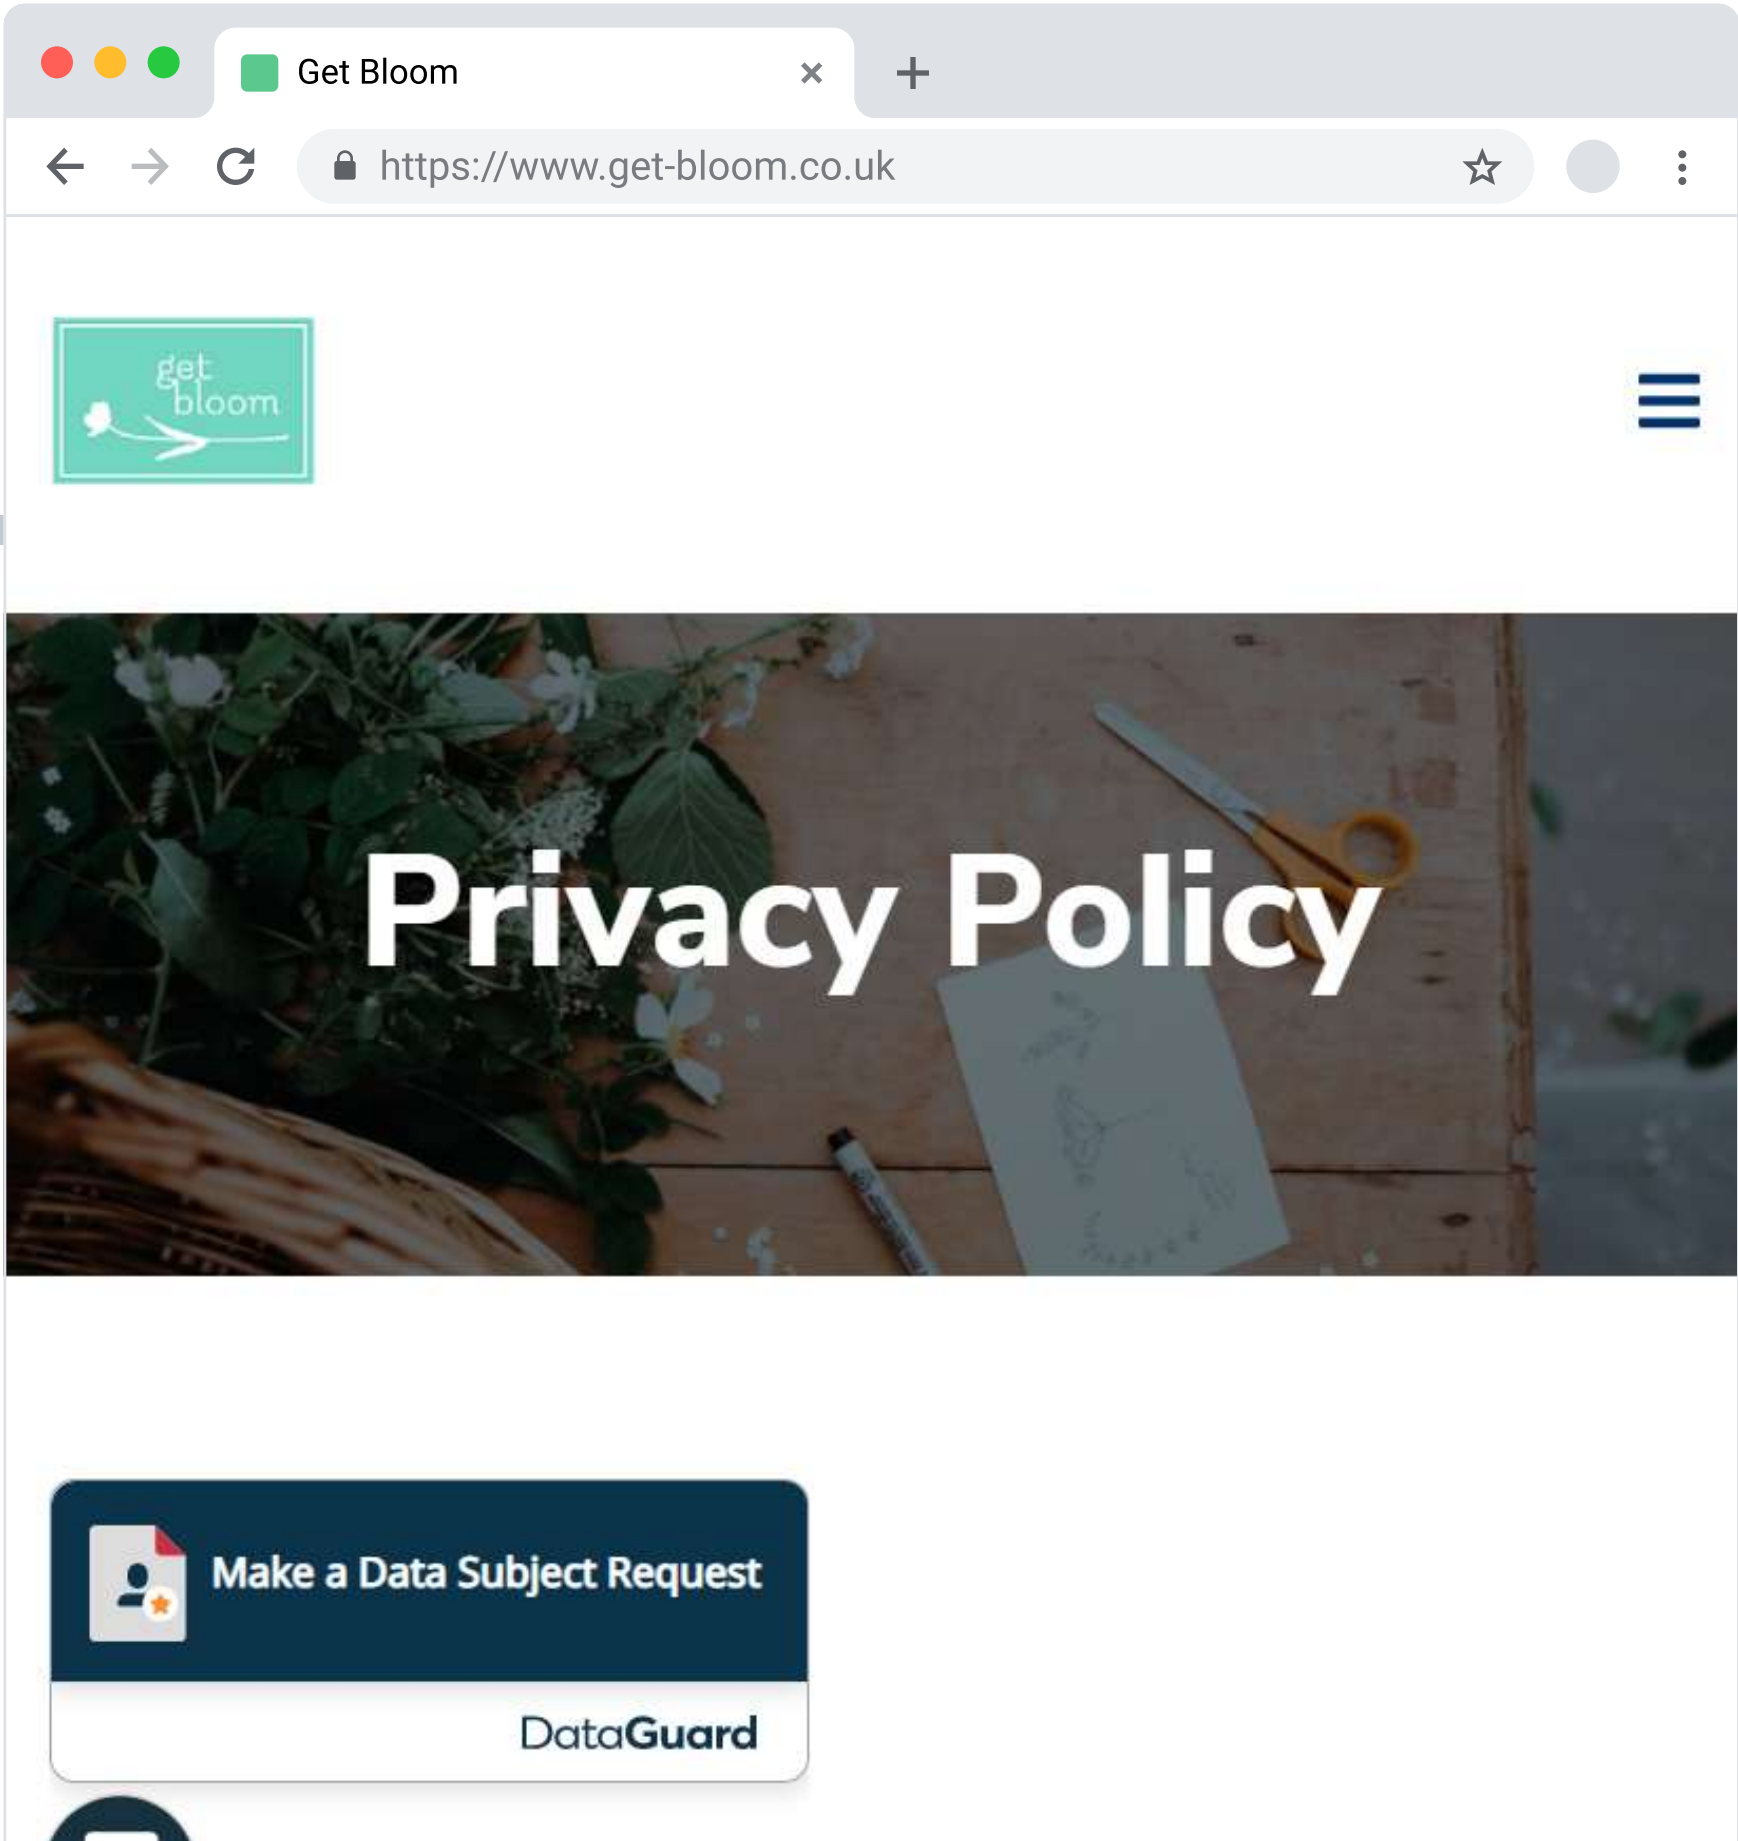 Get Bloom
https://www.get-bloom.co.uk
get
bloom
Privacy Policy
Make a Data Subject Request
DataGuard